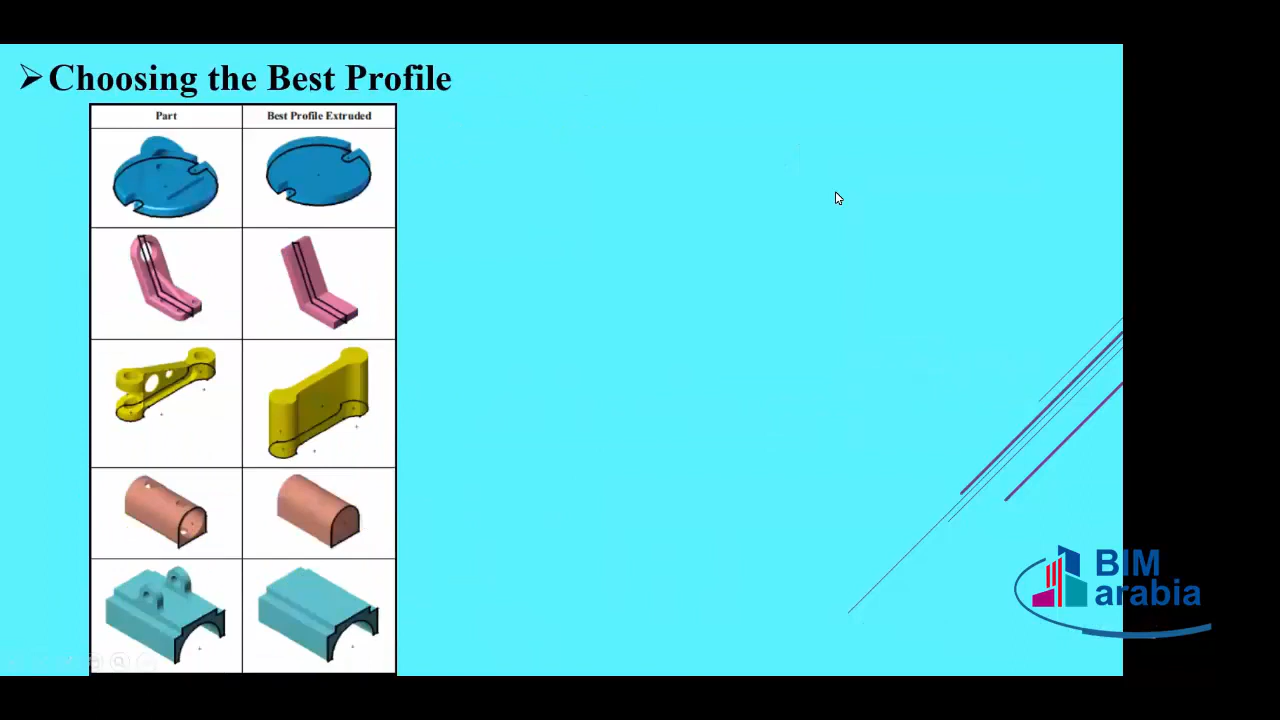 ➢Choosing the Best Profile
Part
Best Profile Extruded
BIM
arabia